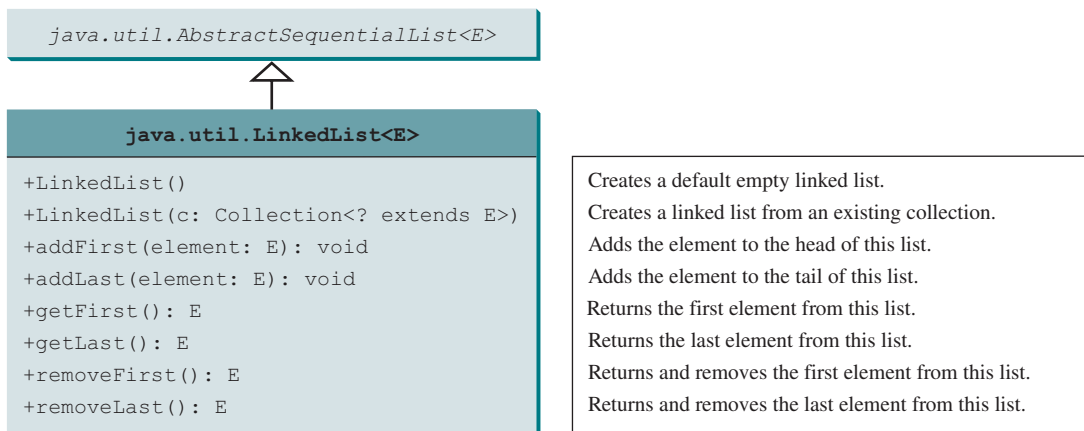 java.util.AbstractSequentialList<E>
java.util.LinkedList<E>
+LinkedList()
+LinkedList(c: Collection<? extends E>)
+addFirst(element: E): void
+addLast(element: E): void
+getFirst(): E
+getLast(): E
+removeFirst(): E
+removeLast(): E
Creates a default empty linked list.
Creates a linked list from an existing collection.
Adds the element to the head of this list.
Adds the element to the tail of this list.
Returns the first element from this list.
Returns the last element from this list.
Returns and removes the first element from this list.
Returns and removes the last element from this list.